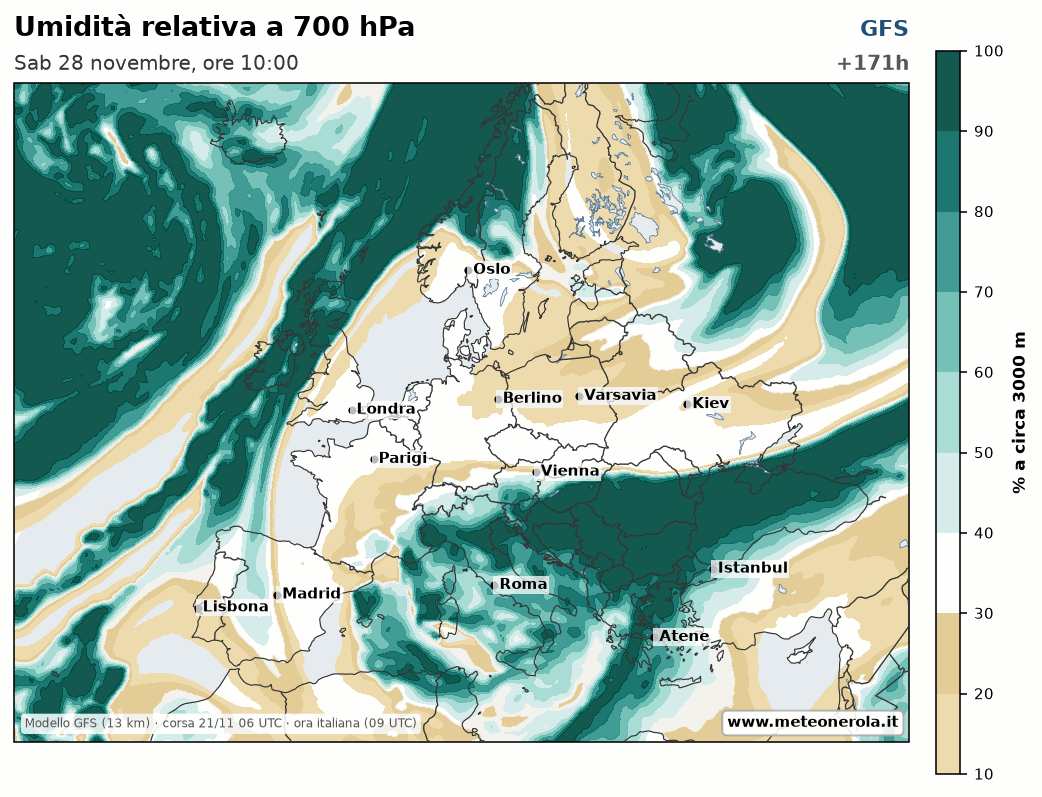 Umidità relativa a 700 hPa
GFS
Sab 28 novembre, ore 10:00
+171h
100
90
80
70
60
50
40
30
20
10
% a circa 3000 m
Oslo
Londra
Berlino
Varsavia
Kiev
Parigi
Vienna
Madrid
Lisbona
Roma
Istanbul
Atene
Modello GFS (13 km) · corsa 21/11 06 UTC · ora italiana (09 UTC)
www.meteonerola.it